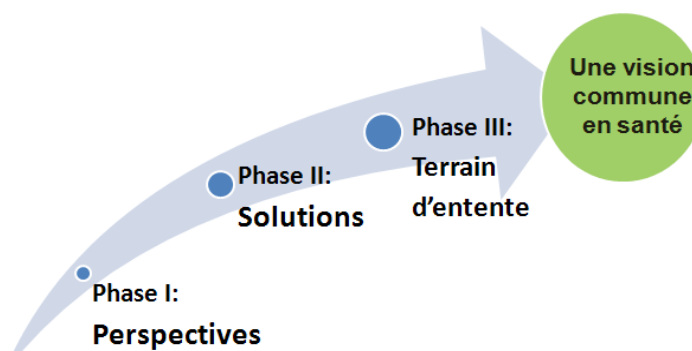 Une vision
commune
en santé
Phase III:
Terrain
d’entente
Phase II:
Solutions
Phase I:
Perspectives